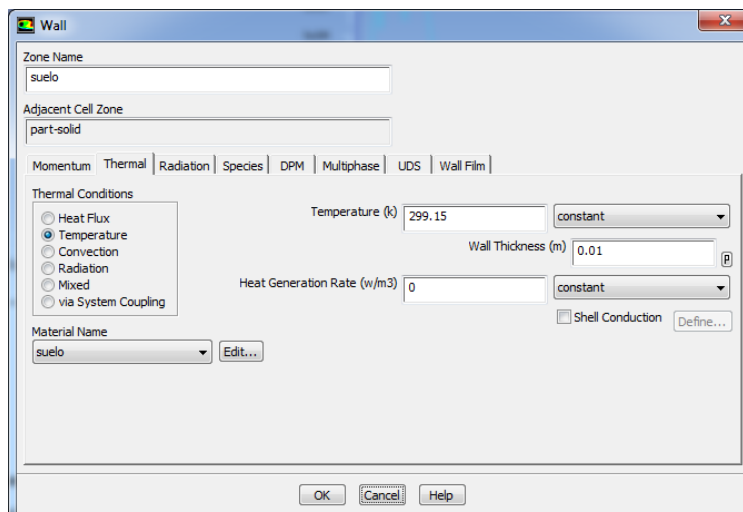 Wall
Zone Name
suelo
Adjacent Cell Zone
part-solid
Momentum Thermal Radiation Species DPM Multiphase UDS Wall Film
Thermal Conditions
Heat Flux
Temperature
Convection
Radiation
Mixed
via System Coupling
Temperature (k) 299.15 constant
Wall Thickness (m) 0.01 P
Heat Generation Rate (w/m3) 0 constant
Shell Conduction Define...
Material Name
suelo Edit...
OK Cancel Help